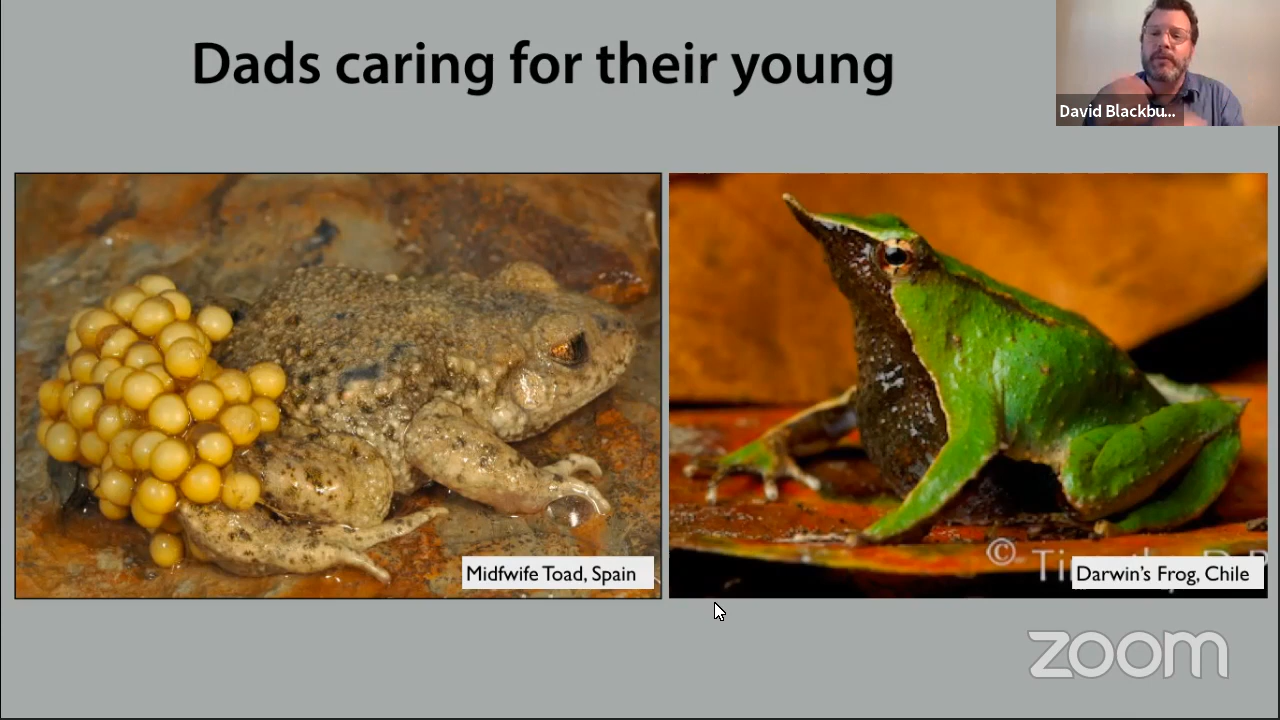 Dads caring for their young
David Blackbu...
Midfwife Toad, Spain
©
Darwin's Frog, Chile
zoom